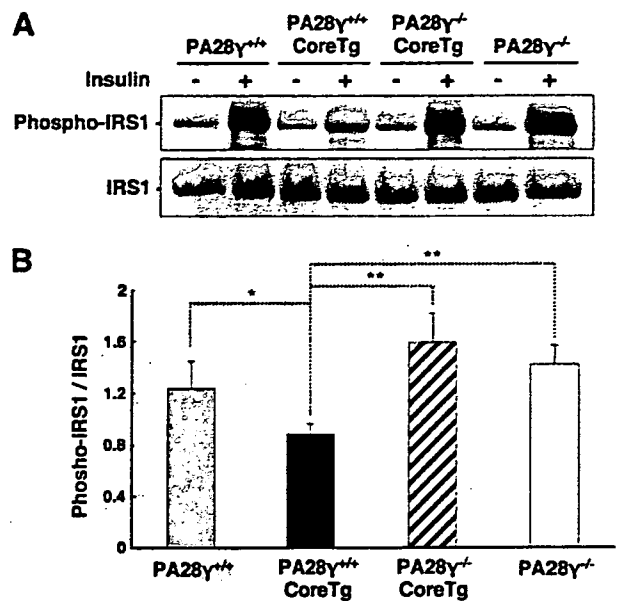 A
PA28γ+/+ PA28γ+/+ CoreTg PA28γ-/- CoreTg PA28γ-/-
Insulin - + - + - + - +
Phospho-IRS1
IRS1
B
** 
**
*
2
1.6
1.2
0.8
0.4
0
Phosho-IRS1 / IRS1
PA28γ+/+ PA28γ+/+ CoreTg PA28γ-/- CoreTg PA28γ-/-